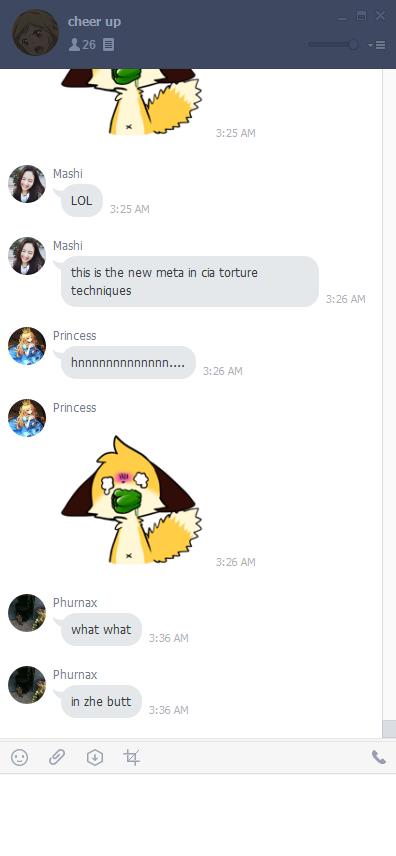 cheer up
26
3:25 AM
Mashi
LOL
3:25 AM
Mashi
this is the new meta in cia torture
techniques
3:26 AM
Princess
hnnnnnnnnnnnnn....
3:26 AM
Princess
3:26 AM
Phurnax
what what
3:36 AM
Phurnax
in zhe butt
3:36 AM